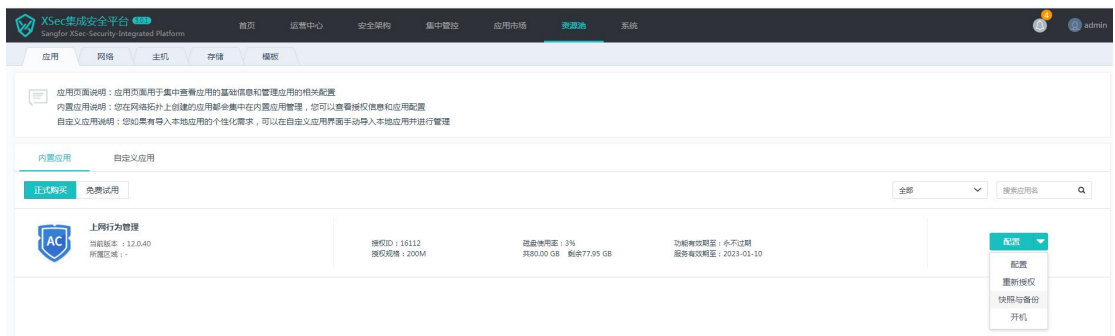 XSec集成安全平台 3.0.1
Sangfor XSec-Security-Integrated Platform
首页 运营中心 安全架构 集中管控 应用市场 资源池 系统
4
admin
应用 网络 主机 存储 模板
应用页面说明：应用页面用于集中查看应用的基础信息和管理应用的相关配置
内置应用说明：您在网络拓扑上创建的应用都会集中在内置应用管理，您可以查看授权信息和应用配置
自定义应用说明：您如果有导入本地应用的个性化需求，可以在自定义应用界面手动导入本地应用并进行管理
内置应用 自定义应用
正式购买 免费试用
全部
搜索应用名
AC
上网行为管理
当前版本 ：12.0.40
所属区域：-
授权ID：16112
授权规格：200M
磁盘使用率：3%
共80.00 GB 剩余77.95 GB
功能有效期至：永不过期
服务有效期至：2023-01-10
配置
配置
重新授权
快照与备份
开机